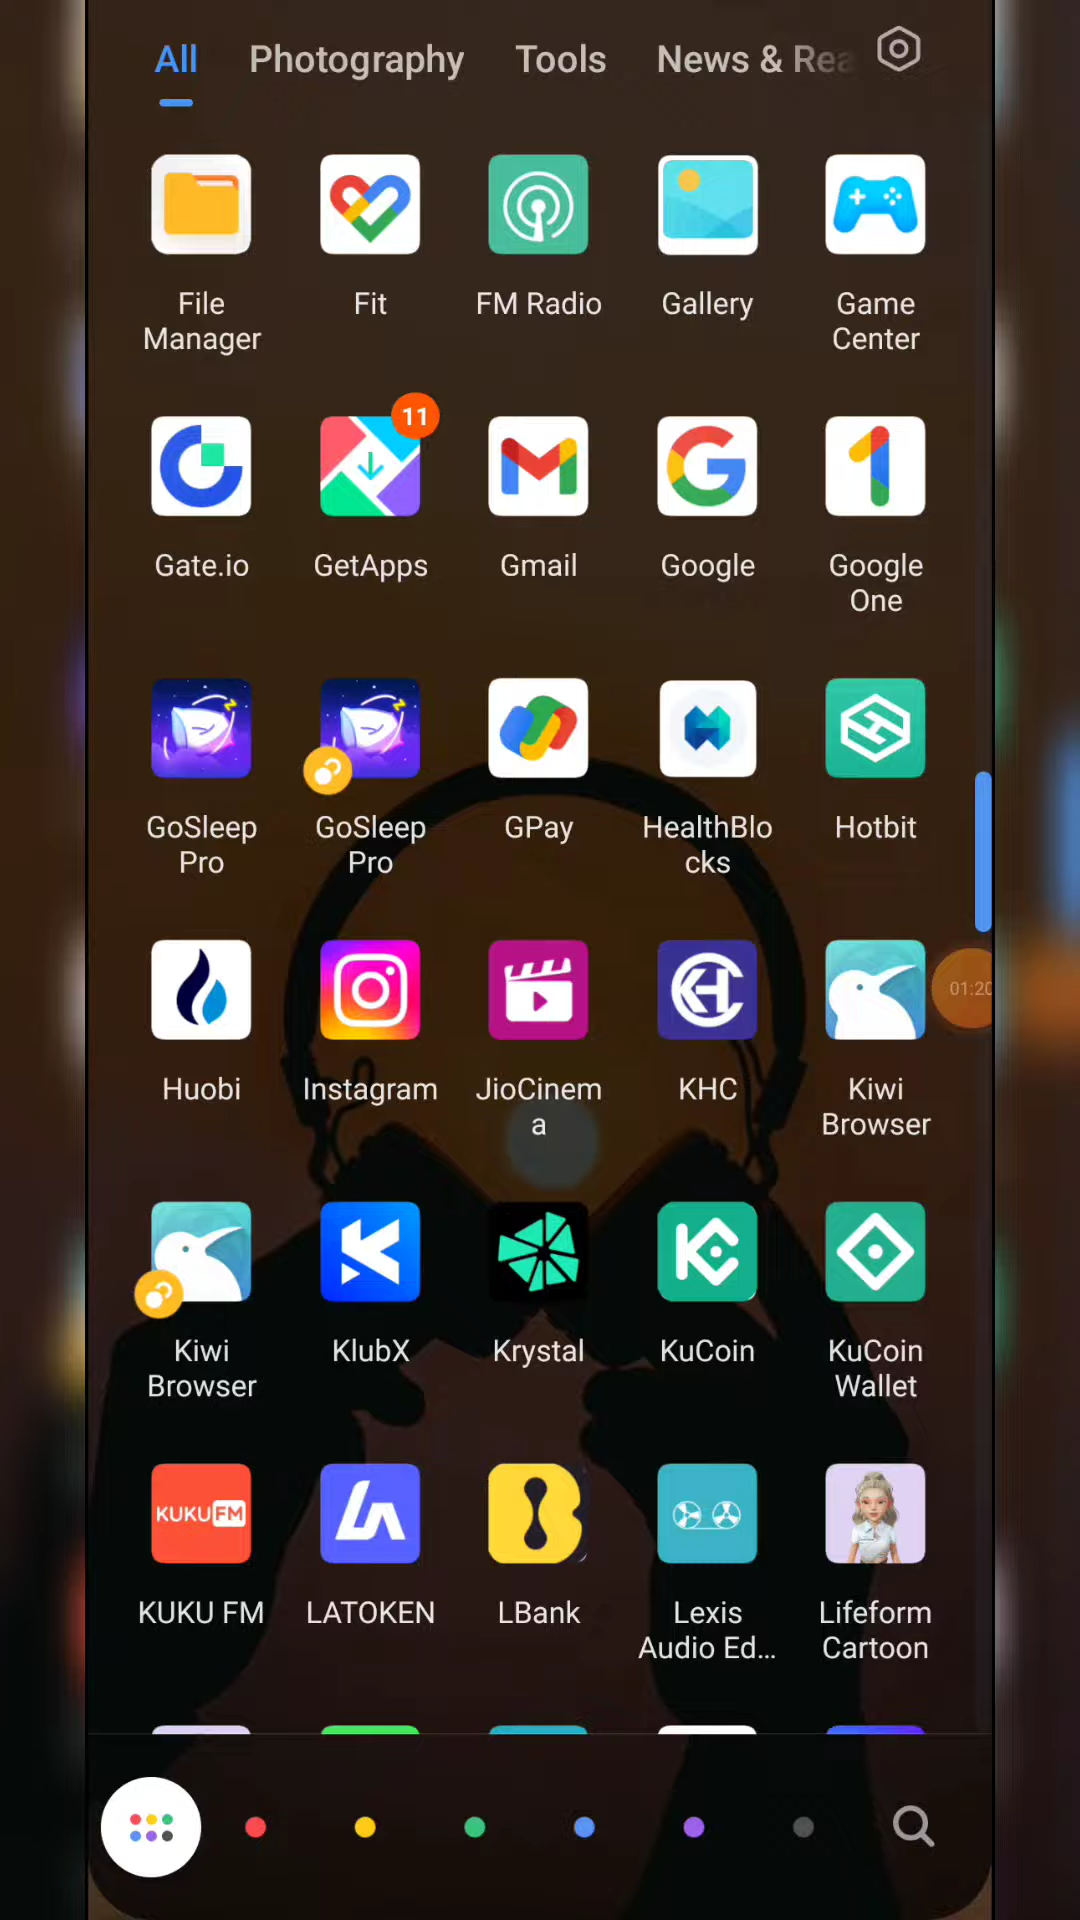 All Photography Tools News & Rea
File Manager
Fit
FM Radio
Gallery
Game Center
11
Gate.io
GetApps
Gmail
Google
Google One
GoSleep Pro
GoSleep Pro
GPay
HealthBlo
cks
Hotbit
Huobi
Instagram
JioCinem
a
KHC
Kiwi Browser
01:20
Kiwi Browser
KlubX
Krystal
KuCoin
KuCoin Wallet
KUKU FM
KUKU FM
LATOKEN
LBank
Lexis Audio Ed...
Lifeform Cartoon